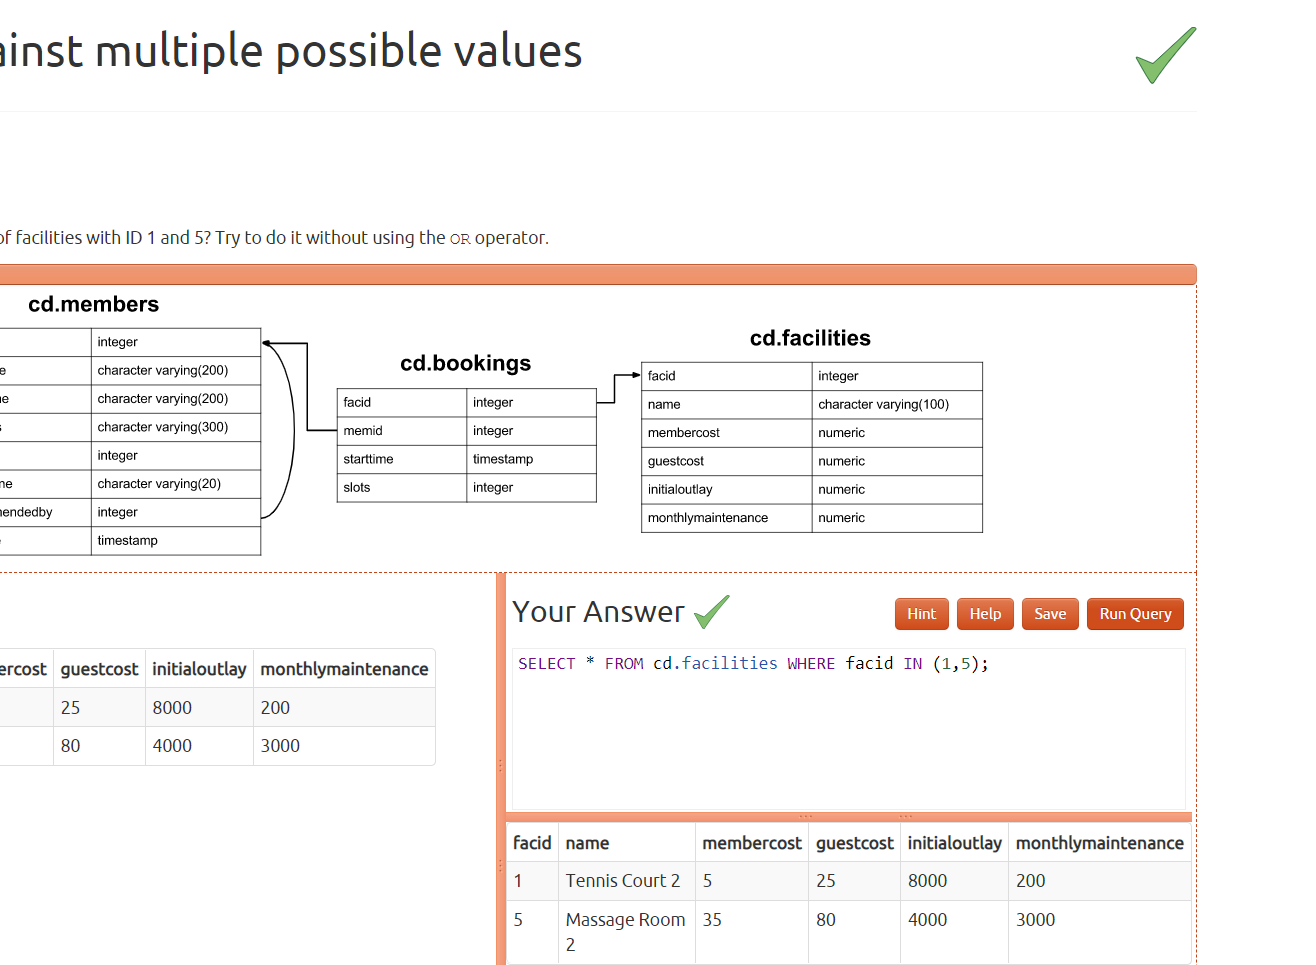 multiple possible values
facilities with ID 1 and 5? Try to do it without using the OR operator.
cd.members
integer
character varying(200)
character varying(200)
character varying(300)
integer
character varying(20)
integer
timestamp
cd.bookings
facid integer
memid integer
starttime timestamp
slots integer
cd.facilities
facid integer
name character varying(100)
membercost numeric
guestcost numeric
initialoutlay numeric
monthlymaintenance numeric
guestcost initialoutlay monthlymaintenance
25 8000 200
80 4000 3000
Your Answer
Hint Help Save Run Query
SELECT * FROM cd.facilities WHERE facid IN (1,5);
facid name membercost guestcost initialoutlay monthlymaintenance
1 Tennis Court 2 5 25 8000 200
5 Massage Room 35 80 4000 3000
2